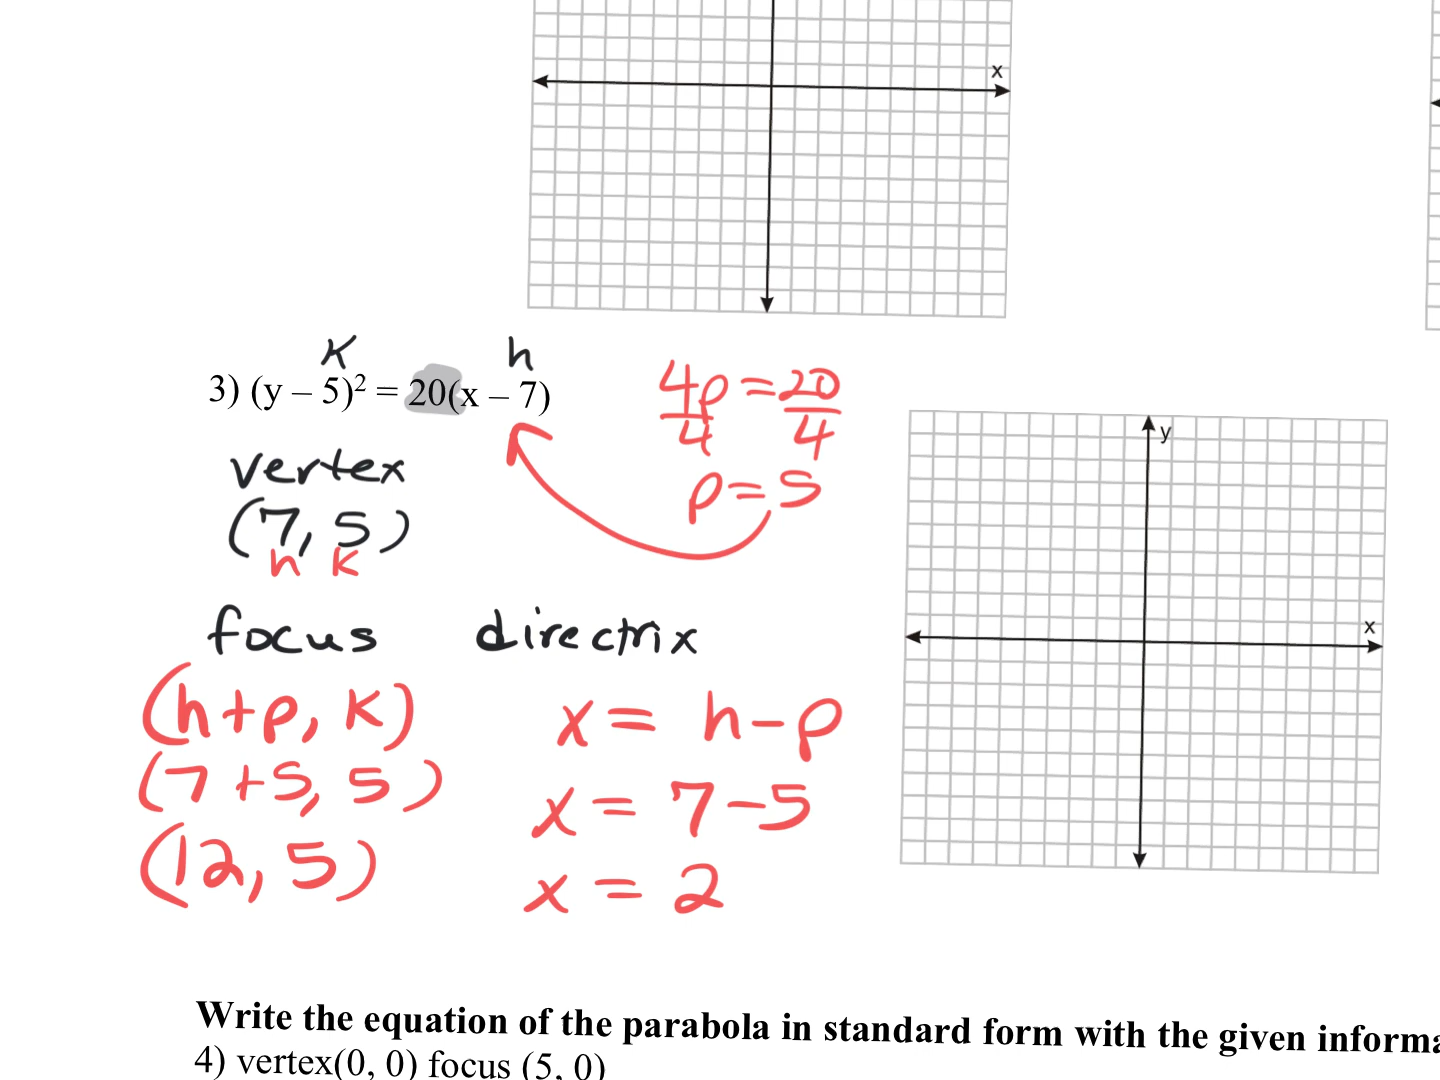 x
K h
3) (y – 5)² = 20(x – 7)
4p = 20
4 4
p = 5
y
x
vertex
(7, 5)
h k
focus directrix
(h+p, K) x = h-p
(7+5, 5) x = 7-5
(12, 5) x = 2
Write the equation of the parabola in standard form with the given informa
4) vertex(0, 0) focus (5, 0)